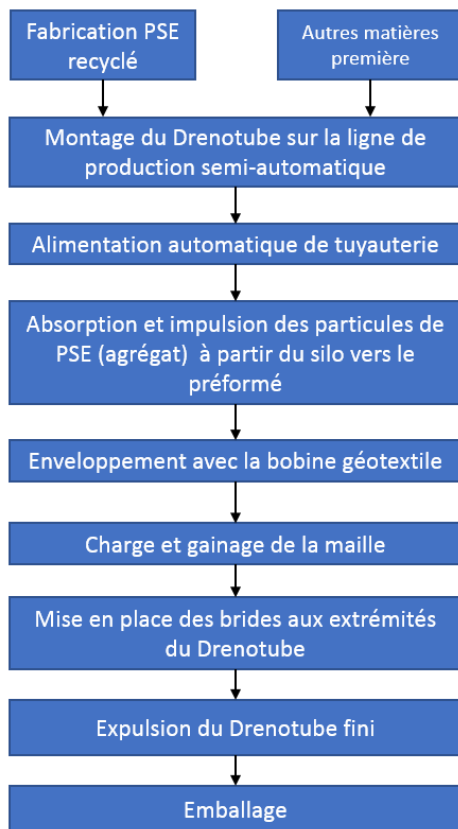 Fabrication PSE
recyclé
Autres matières
première
Montage du Drenotube sur la ligne de
production semi-automatique
Alimentation automatique de tuyauterie
Absorption et impulsion des particules de
PSE (agrégat) à partir du silo vers le
préformé
Enveloppement avec la bobine géotextile
Charge et gainage de la maille
Mise en place des brides aux extrémités
du Drenotube
Expulsion du Drenotube fini
Emballage